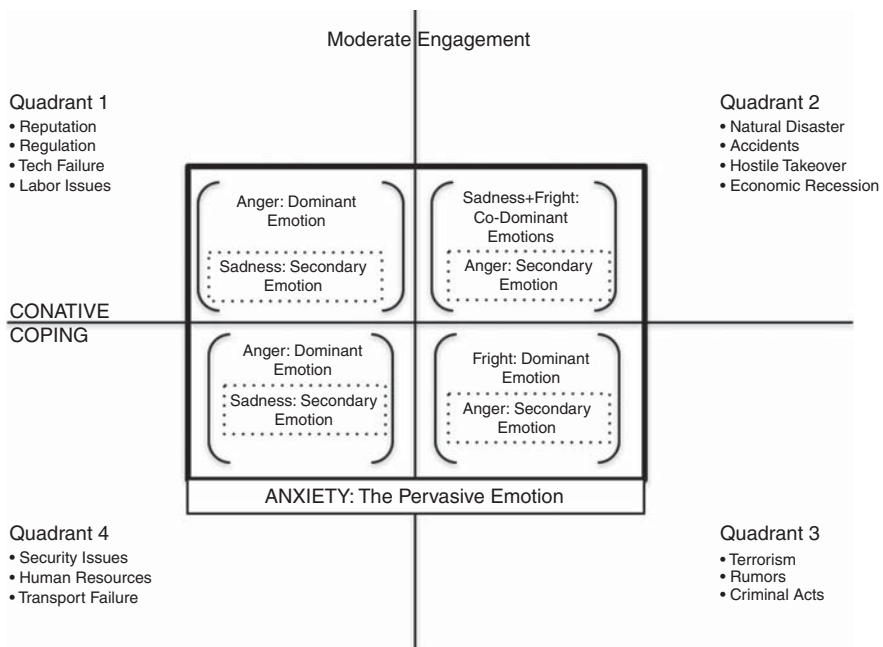 Moderate Engagement
Quadrant 1
• Reputation
• Regulation
• Tech Failure
• Labor Issues
Quadrant 2
• Natural Disaster
• Accidents
• Hostile Takeover
• Economic Recession
Anger: Dominant
Emotion
Sadness: Secondary
Emotion
Sadness+Fright:
Co-Dominant
Emotions
Anger: Secondary
Emotion
CONATIVE
COPING
Anger: Dominant
Emotion
Sadness: Secondary
Emotion
Fright: Dominant
Emotion
Anger: Secondary
Emotion
ANXIETY: The Pervasive Emotion
Quadrant 4
• Security Issues
• Human Resources
• Transport Failure
Quadrant 3
• Terrorism
• Rumors
• Criminal Acts